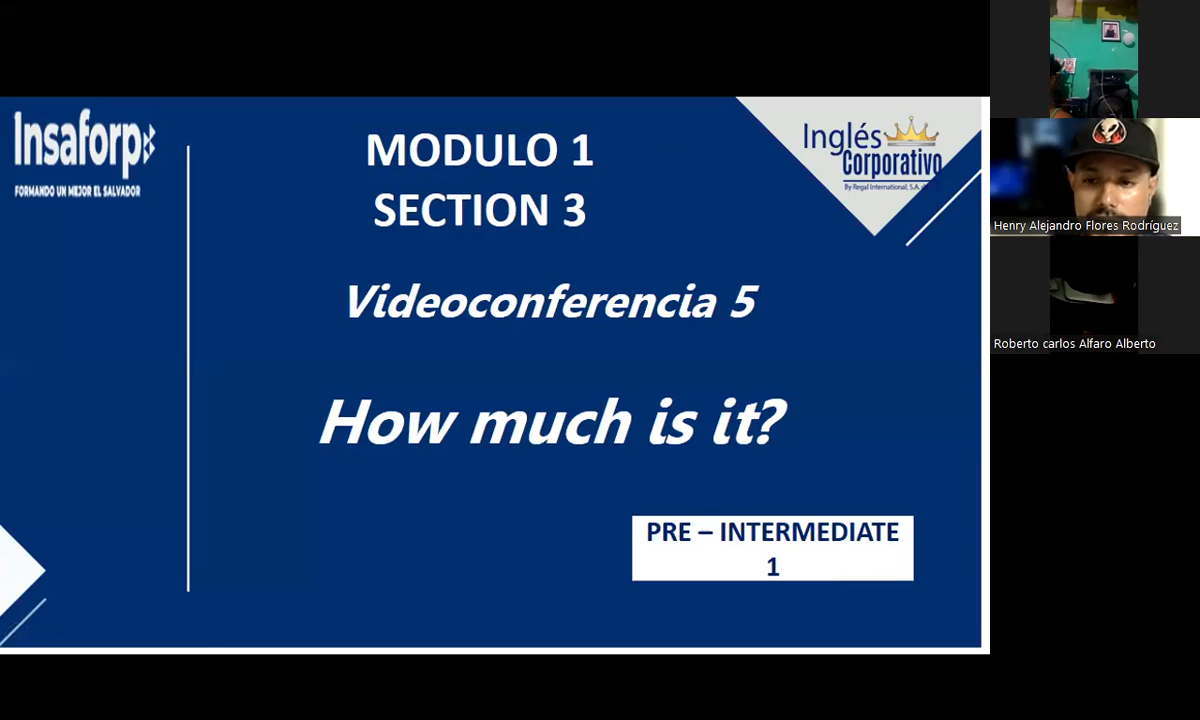 Insaforp
FORMANDO UN MEJOR EL SALVADOR
MODULO 1
SECTION 3
Inglés
Corporativo
By Regal International, S.A.
Videoconferencia 5
How much is it?
PRE – INTERMEDIATE
1
Henry Alejandro Flores Rodríguez
Roberto carlos Alfaro Alberto